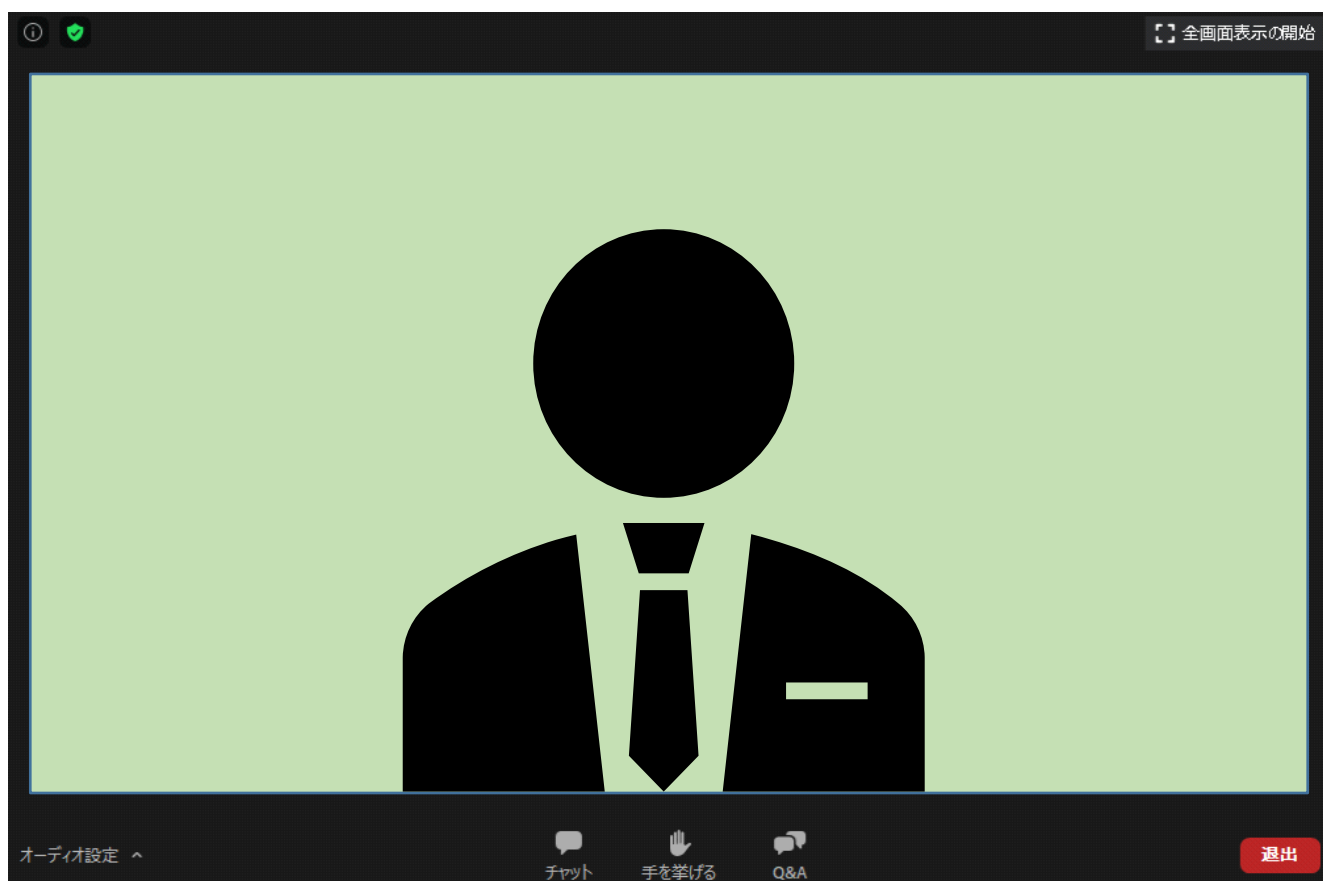 全画面表示の開始
オーディオ設定
チャット
手を挙げる
Q&A
退出